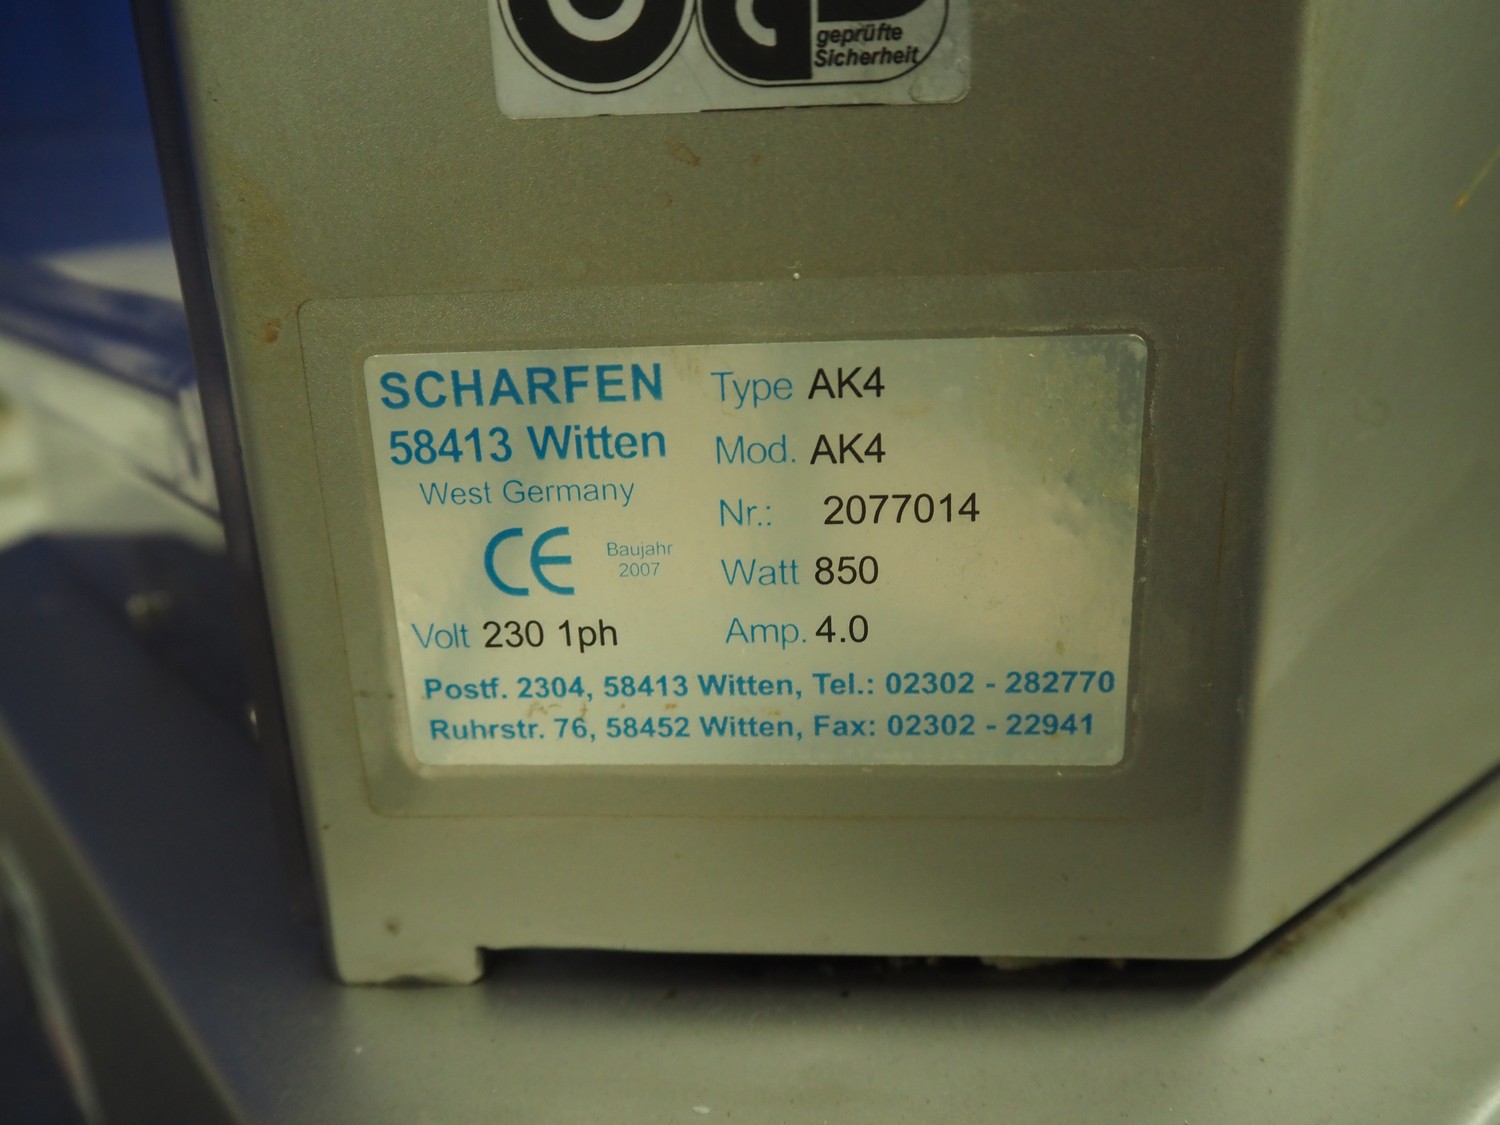 geprüfte
Sicherheit
SCHARFEN Type AK4
58413 Witten Mod. AK4
West Germany Nr.: 2077014
CE Baujahr
2007 Watt 850
Volt 230 1ph Amp. 4.0
Postf. 2304, 58413 Witten, Tel.: 02302 - 282770
Ruhrstr. 76, 58452 Witten, Fax: 02302 - 22941